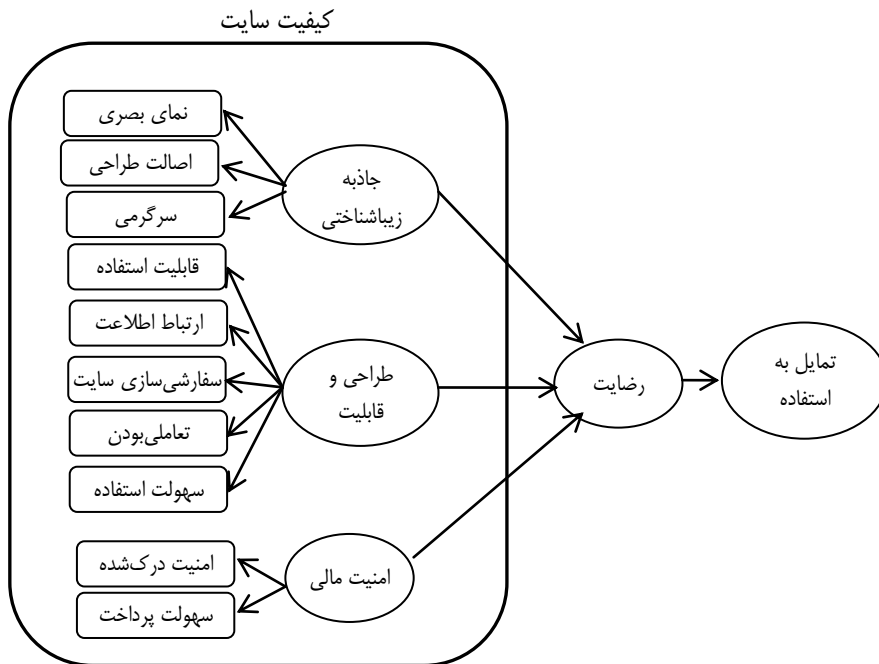 کیفیت سایت
نمای بصری
اصالت طراحی
سرگرمی
جاذبه
زیباشناختی
قابلیت استفاده
ارتباط اطلاعت
سفارشی‌سازی سایت
تعاملی‌بودن
سهولت استفاده
طراحی و
قابلیت
امنیت درک‌شده
سهولت پرداخت
امنیت مالی
رضایت
تمایل به
استفاده